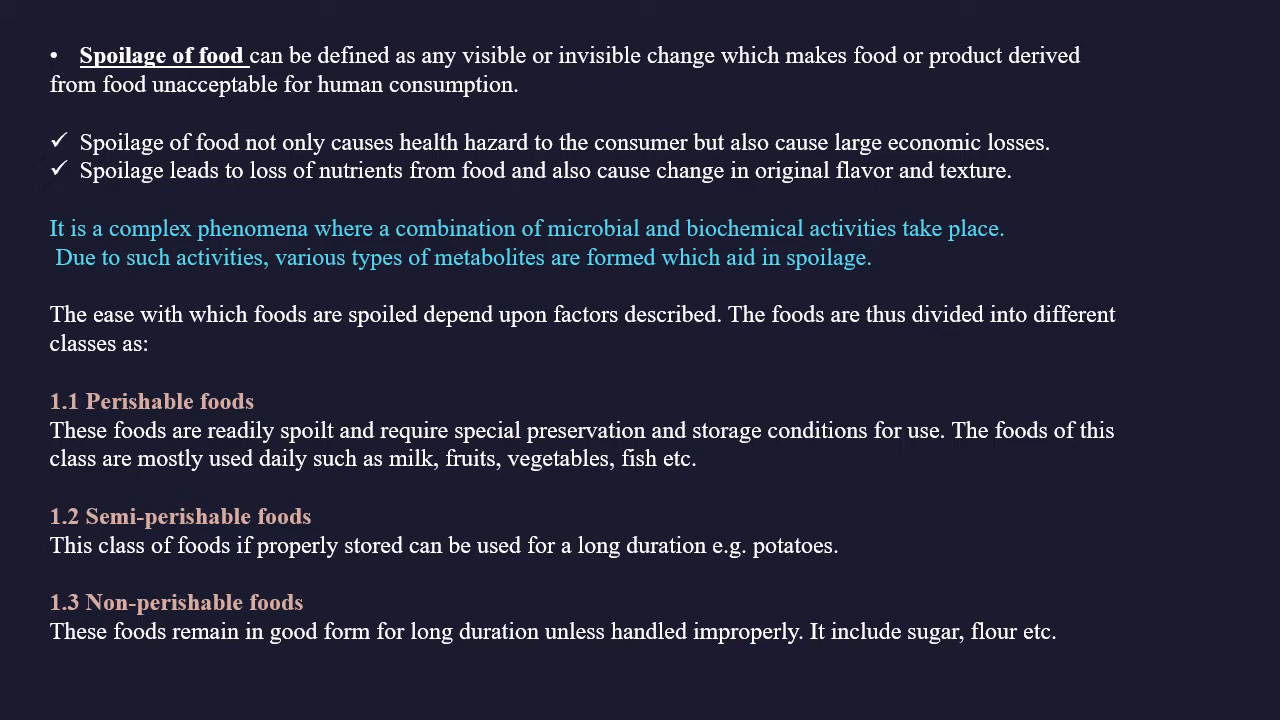 • Spoilage of food can be defined as any visible or invisible change which makes food or product derived
from food unacceptable for human consumption.
✓ Spoilage of food not only causes health hazard to the consumer but also cause large economic losses.
✓ Spoilage leads to loss of nutrients from food and also cause change in original flavor and texture.
It is a complex phenomena where a combination of microbial and biochemical activities take place.
Due to such activities, various types of metabolites are formed which aid in spoilage.
The ease with which foods are spoiled depend upon factors described. The foods are thus divided into different
classes as:
1.1 Perishable foods
These foods are readily spoilt and require special preservation and storage conditions for use. The foods of this
class are mostly used daily such as milk, fruits, vegetables, fish etc.
1.2 Semi-perishable foods
This class of foods if properly stored can be used for a long duration e.g. potatoes.
1.3 Non-perishable foods
These foods remain in good form for long duration unless handled improperly. It include sugar, flour etc.